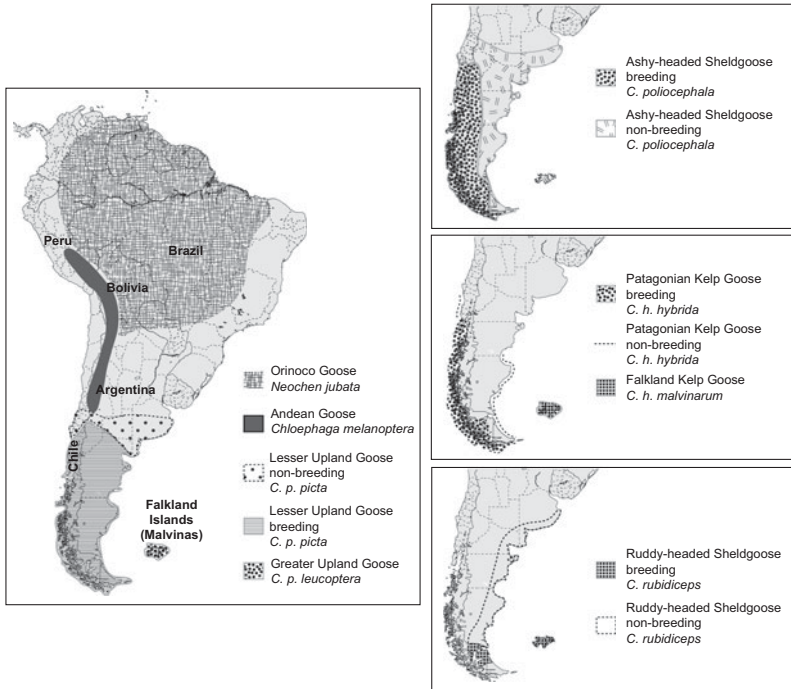 Peru
Brazil
Bolivia
Argentina
Chile
Falkland
Islands
(Malvinas)
Orinoco Goose
Neochen jubata
Andean Goose
Chloephaga melanoptera
Lesser Upland Goose
non-breeding
C. p. picta
Lesser Upland Goose
breeding
C. p. picta
Greater Upland Goose
C. p. leucoptera
Ashy-headed Sheldgoose
breeding
C. poliocephala
Ashy-headed Sheldgoose
non-breeding
C. poliocephala
Patagonian Kelp Goose
breeding
C. h. hybrida
Patagonian Kelp Goose
non-breeding
C. h. hybrida
Falkland Kelp Goose
C. h. malvinarum
Ruddy-headed Sheldgoose
breeding
C. rubidiceps
Ruddy-headed Sheldgoose
non-breeding
C. rubidiceps